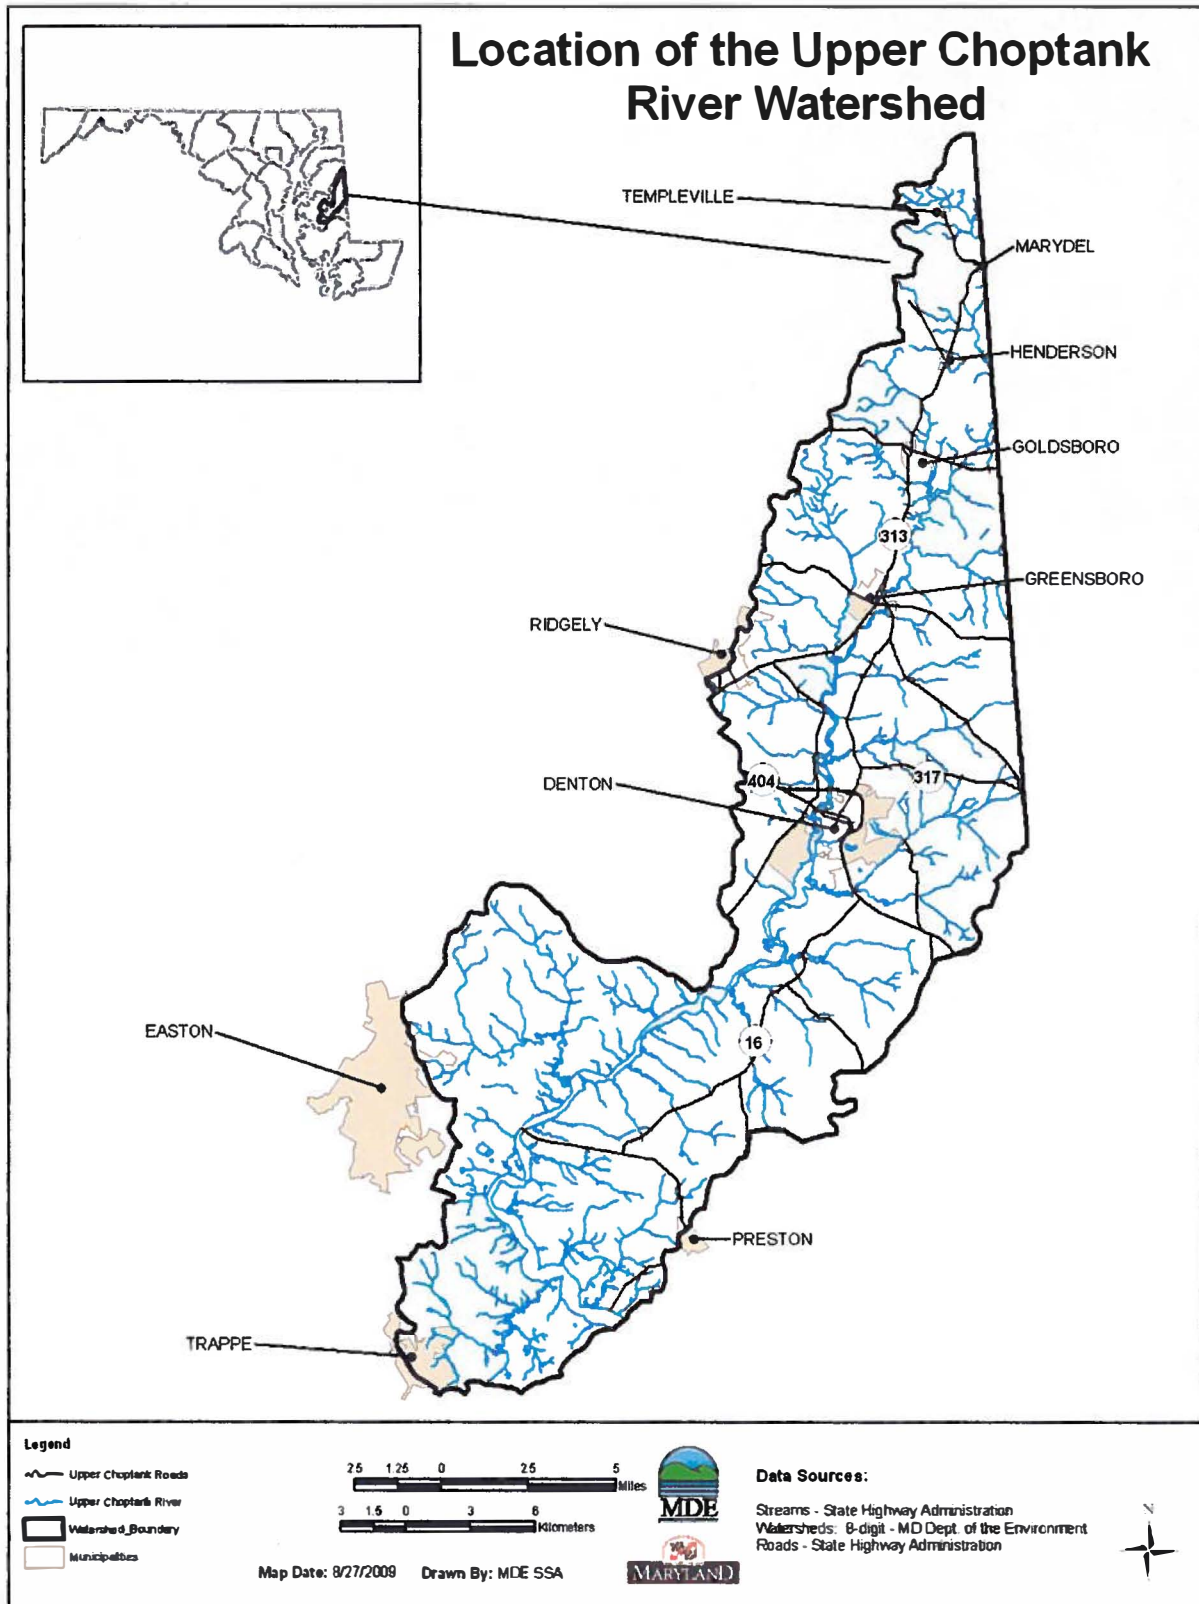 Location of the Upper Choptank
River Watershed
TEMPLEVILLE
MARYDEL
HENDERSON
GOLDSBORO
313
GREENSBORO
RIDGELY
404
317
DENTON
EASTON
16
PRESTON
TRAPPE
Legend
Upper Choptank Roads
Upper Choptank River
Watershed_Boundary
Municipalities
2.5 1.25 0 2.5 5
Miles
3 1.5 0 3 6
Kilometers
Map Date: 8/27/2009 Drawn By: MDE SSA
MDE
MARYLAND
Data Sources:
Streams - State Highway Administration
Watersheds: 8-digit - MD Dept. of the Environment
Roads - State Highway Administration
N